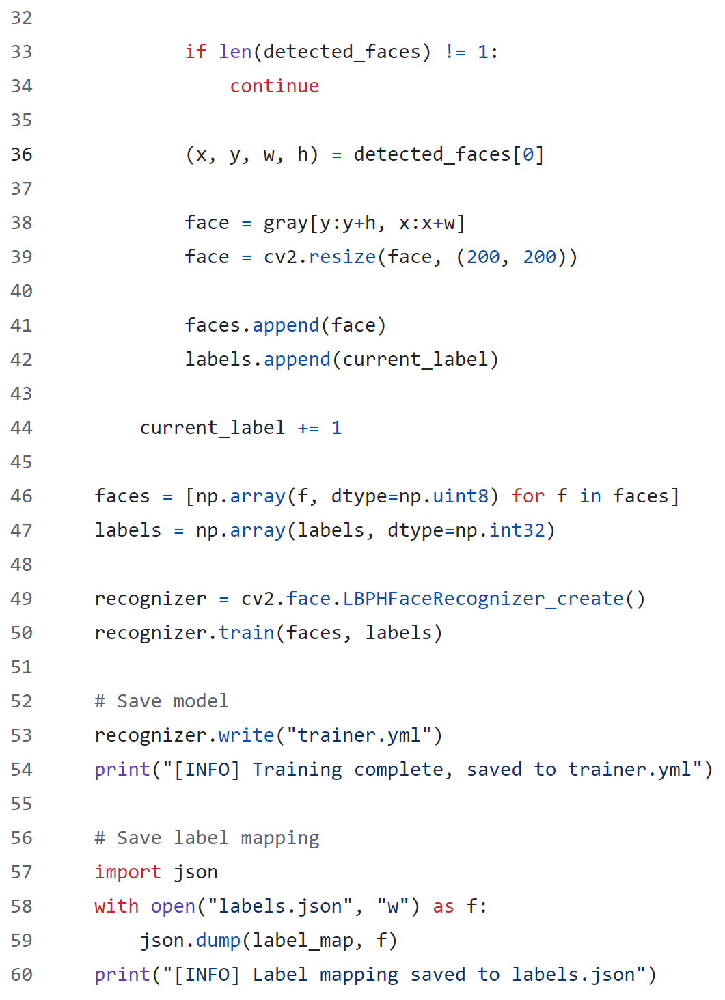 32
33 if len(detected_faces) != 1:
34 continue
35
36 (x, y, w, h) = detected_faces[0]
37
38 face = gray[y:y+h, x:x+w]
39 face = cv2.resize(face, (200, 200))
40
41 faces.append(face)
42 labels.append(current_label)
43
44 current_label += 1
45
46 faces = [np.array(f, dtype=np.uint8) for f in faces]
47 labels = np.array(labels, dtype=np.int32)
48
49 recognizer = cv2.face.LBPHFaceRecognizer_create()
50 recognizer.train(faces, labels)
51
52 # Save model
53 recognizer.write("trainer.yml")
54 print("[INFO] Training complete, saved to trainer.yml")
55
56 # Save label mapping
57 import json
58 with open("labels.json", "w") as f:
59 json.dump(label_map, f)
60 print("[INFO] Label mapping saved to labels.json")